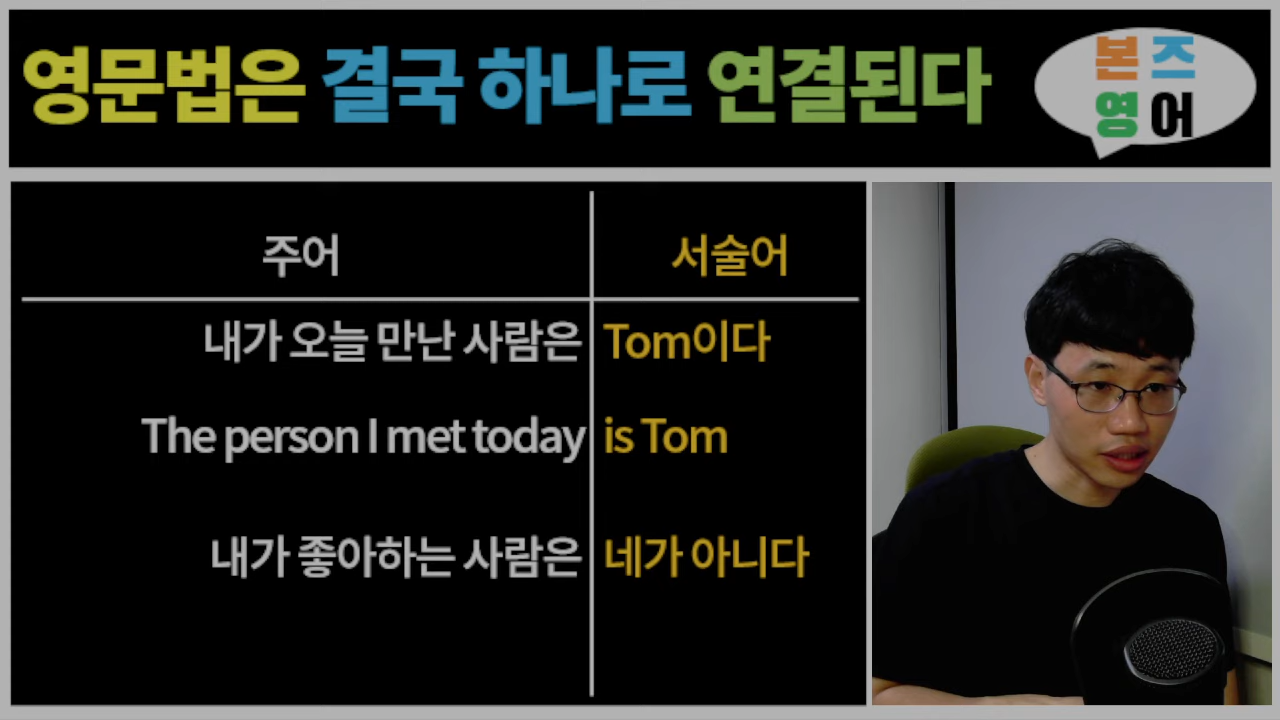 영문법은 결국 하나로 연결된다
본즈
영어
주어 서술어
내가 오늘 만난 사람은 Tom이다
The person I met today is Tom
내가 좋아하는 사람은 네가 아니다